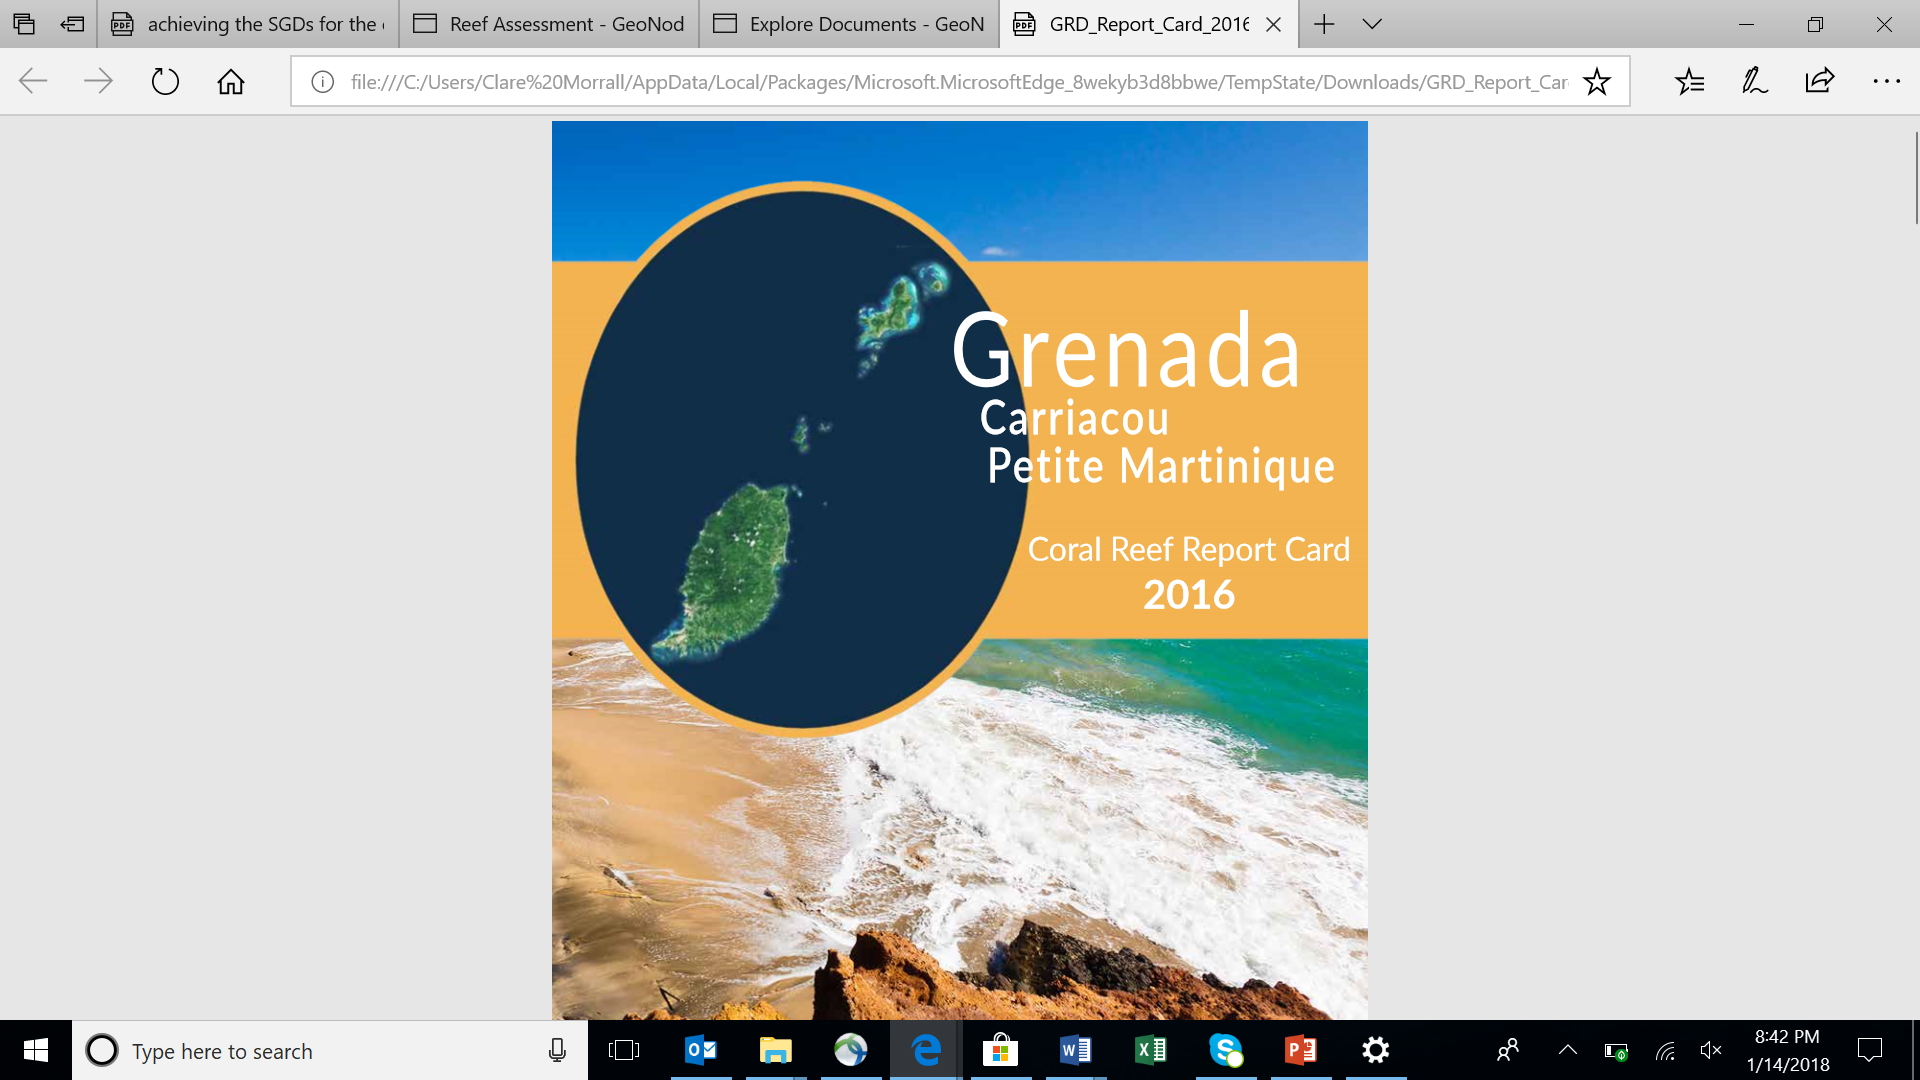 achieving the SGDs for the
Reef Assessment - GeoNod
Explore Documents - GeoN
GRD_Report_Card_2016
file:///C:/Users/Clare%20Morrall/AppData/Local/Packages/Microsoft.MicrosoftEdge_8wekyb3d8bbwe/TempState/Downloads/GRD_Report_Car
Grenada
Carriacou
Petite Martinique
Coral Reef Report Card
2016
Type here to search
8:42 PM
1/14/2018